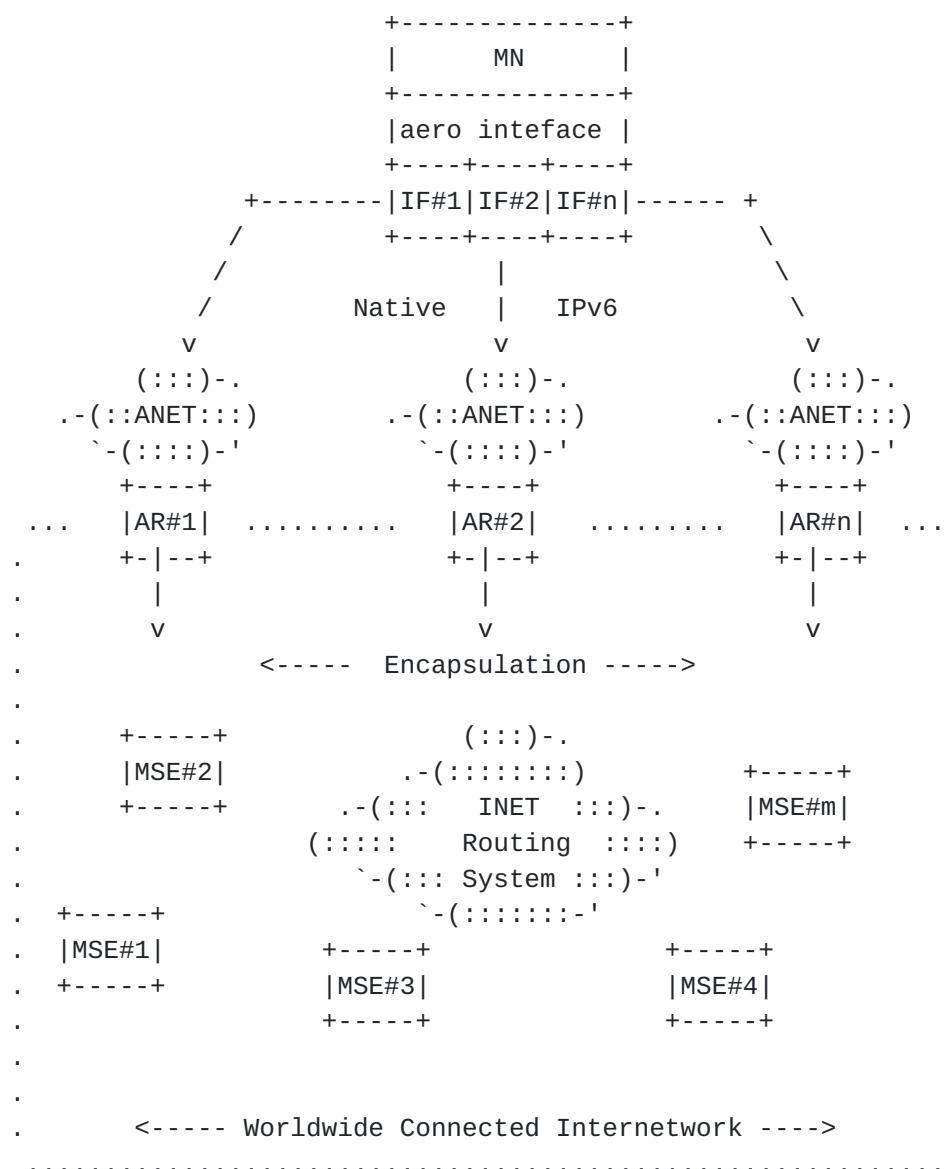 +--------------+
|      MN      |
+--------------+
|aero inteface |
+----+----+----+
+--------|IF#1|IF#2|IF#n|------ +
/         +----+----+----+        \
/                  |                 \
/         Native   |   IPv6           \
v                   v                   v
(:::)-.              (:::)-.              (:::)-.
.-(::ANET:::)        .-(::ANET:::)        .-(::ANET:::)
`-(::::)-'           `-(::::)-'           `-(::::)-'
+----+               +----+               +----+
...   |AR#1|  ..........   |AR#2|   .........   |AR#n|  ...
.      +-|--+               +-|--+               +-|--+
.        |                    |                    |
.        v                    v                    v
.               <-----  Encapsulation ----->
.
.      +-----+               (:::)-.
.      |MSE#2|           .-(::::::::)          +-----+
.      +-----+       .-(:::   INET  :::)-.     |MSE#m|
.                  (:::::    Routing  ::::)    +-----+
.                     `-(::: System :::)-'
.  +-----+                `-(:::::::-'
.  |MSE#1|          +-----+               +-----+
.  +-----+          |MSE#3|               |MSE#4|
.                   +-----+               +-----+
.
.
.       <----- Worldwide Connected Internetwork ---->
...........................................................